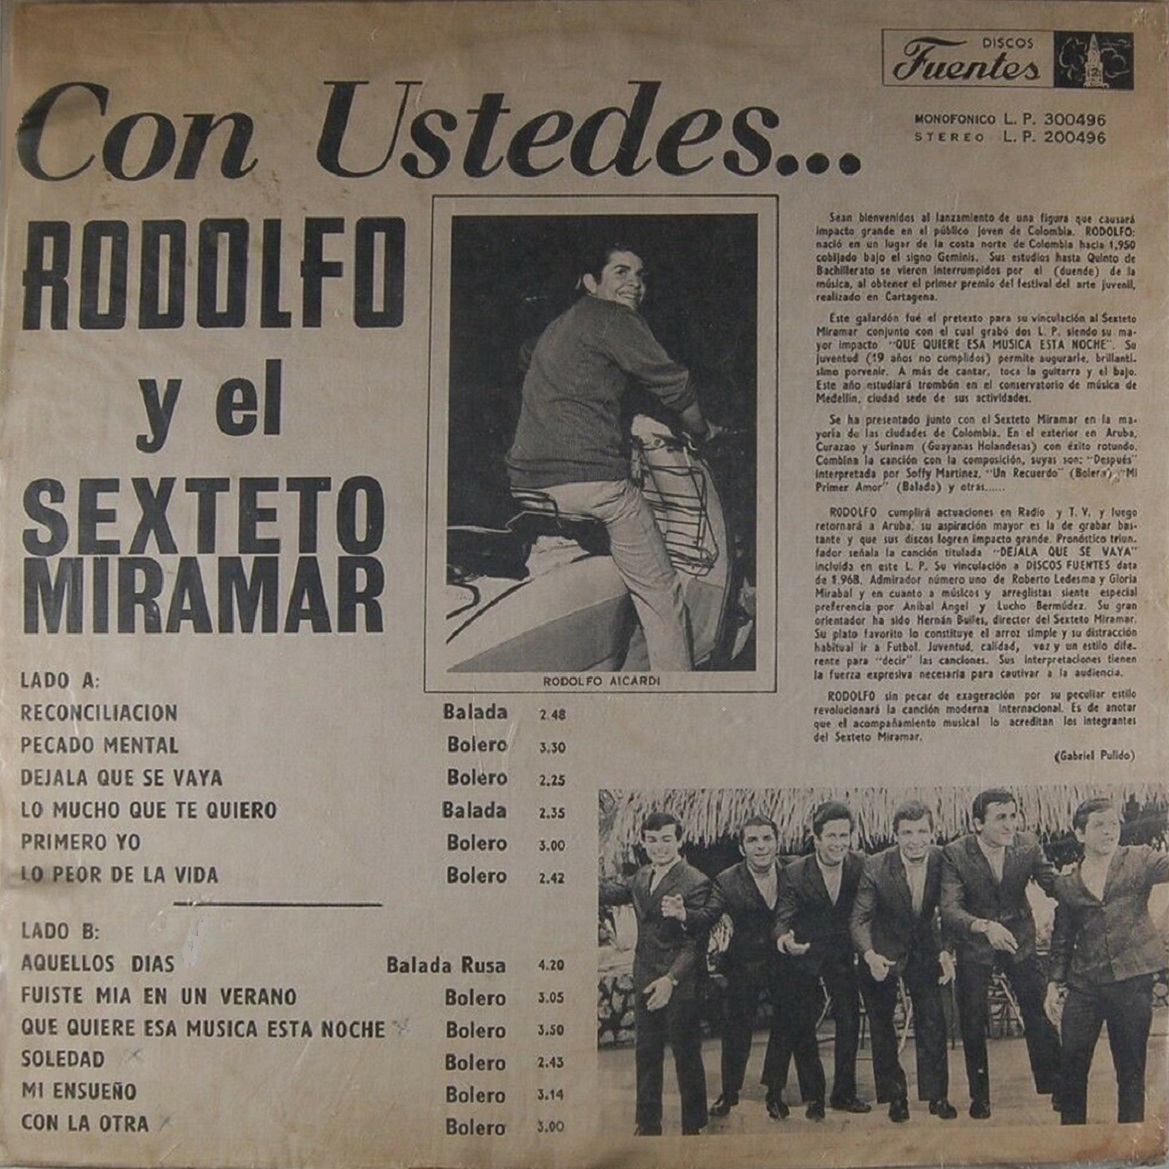 DISCOS
Fuentes
MONOFONICO L. P. 300496
STEREO L. P. 200496
Con Ustedes...
RODOLFO
y el
SEXTETO
MIRAMAR
RODOLFO AICARDI
Sean bienvenidos al lanzamiento de una figura que causará
impacto grande en el público joven de Colombia. RODOLFO:
nació en un lugar de la costa norte de Colombia hacia 1,950
cobijado bajo el signo Geminis. Sus estudios hasta Quinto de
Bachillerato se vieron interrumpidos por el (duende) de la
música, al obtener el primer premio del festival del arte juvenil,
realizado en Cartagena.
Este galardón fué el pretexto para su vinculación al Sexteto
Miramar conjunto con el cual grabó dos L. P. siendo su ma-
yor impacto "QUE QUIERE ESA MUSICA ESTA NOCHE". Su
juventud (19 años no cumplidos) permite augurarle, brillantí-
simo porvenir. A más de cantar, toca la guitarra y el bajo.
Este año estudiará trombón en el conservatorio de música de
Medellín, ciudad sede de sus actividades.
Se ha presentado junto con el Sexteto Miramar en la ma-
yoría de las ciudades de Colombia. En el exterior en Aruba,
Curazao y Surinam (Guayanas Holandesas) con éxito rotundo.
Combina la canción con la composición, suyas son: "Después"
interpretada por Soffy Martínez, "Un Recuerdo" (Bolero), "Mi
Primer Amor" (Balada) y otras......
RODOLFO cumplirá actuaciones en Radio y T. V. y luego
retornará a Aruba, su aspiración mayor es la de grabar bas-
tante y que sus discos logren impacto grande. Pronóstico triun-
fador señala la canción titulada "DEJALA QUE SE VAYA"
incluída en este L. P. Su vinculación a DISCOS FUENTES data
de 1.968. Admirador número uno de Roberto Ledesma y Gloria
Mirabal y en cuanto a músicos y arreglistas siente especial
preferencia por Aníbal Angel y Lucho Bermúdez. Su gran
orientador ha sido Hernán Builes, director del Sexteto Miramar.
Su plato favorito lo constituye el arroz simple y su distracción
habitual ir a Futbol. Juventud, calidad, voz y un estilo dife-
rente para "decir" las canciones. Sus interpretaciones tienen
la fuerza expresiva necesaria para cautivar a la audiencia.
RODOLFO sin pecar de exageración por su peculiar estilo
revolucionará la canción moderna internacional. Es de anotar
que el acompañamiento musical lo acreditan los integrantes
del Sexteto Miramar.
(Gabriel Pulido)
LADO A:
RECONCILIACION Balada 2.48
PECADO MENTAL Bolero 3.30
DEJALA QUE SE VAYA Bolero 2.25
LO MUCHO QUE TE QUIERO Balada 2.35
PRIMERO YO Bolero 3.00
LO PEOR DE LA VIDA Bolero 2.42
LADO B:
AQUELLOS DIAS Balada Rusa 4.20
FUISTE MIA EN UN VERANO Bolero 3.05
QUE QUIERE ESA MUSICA ESTA NOCHE Bolero 3.50
SOLEDAD Bolero 2.43
MI ENSUEÑO Bolero 3.14
CON LA OTRA Bolero 3.00